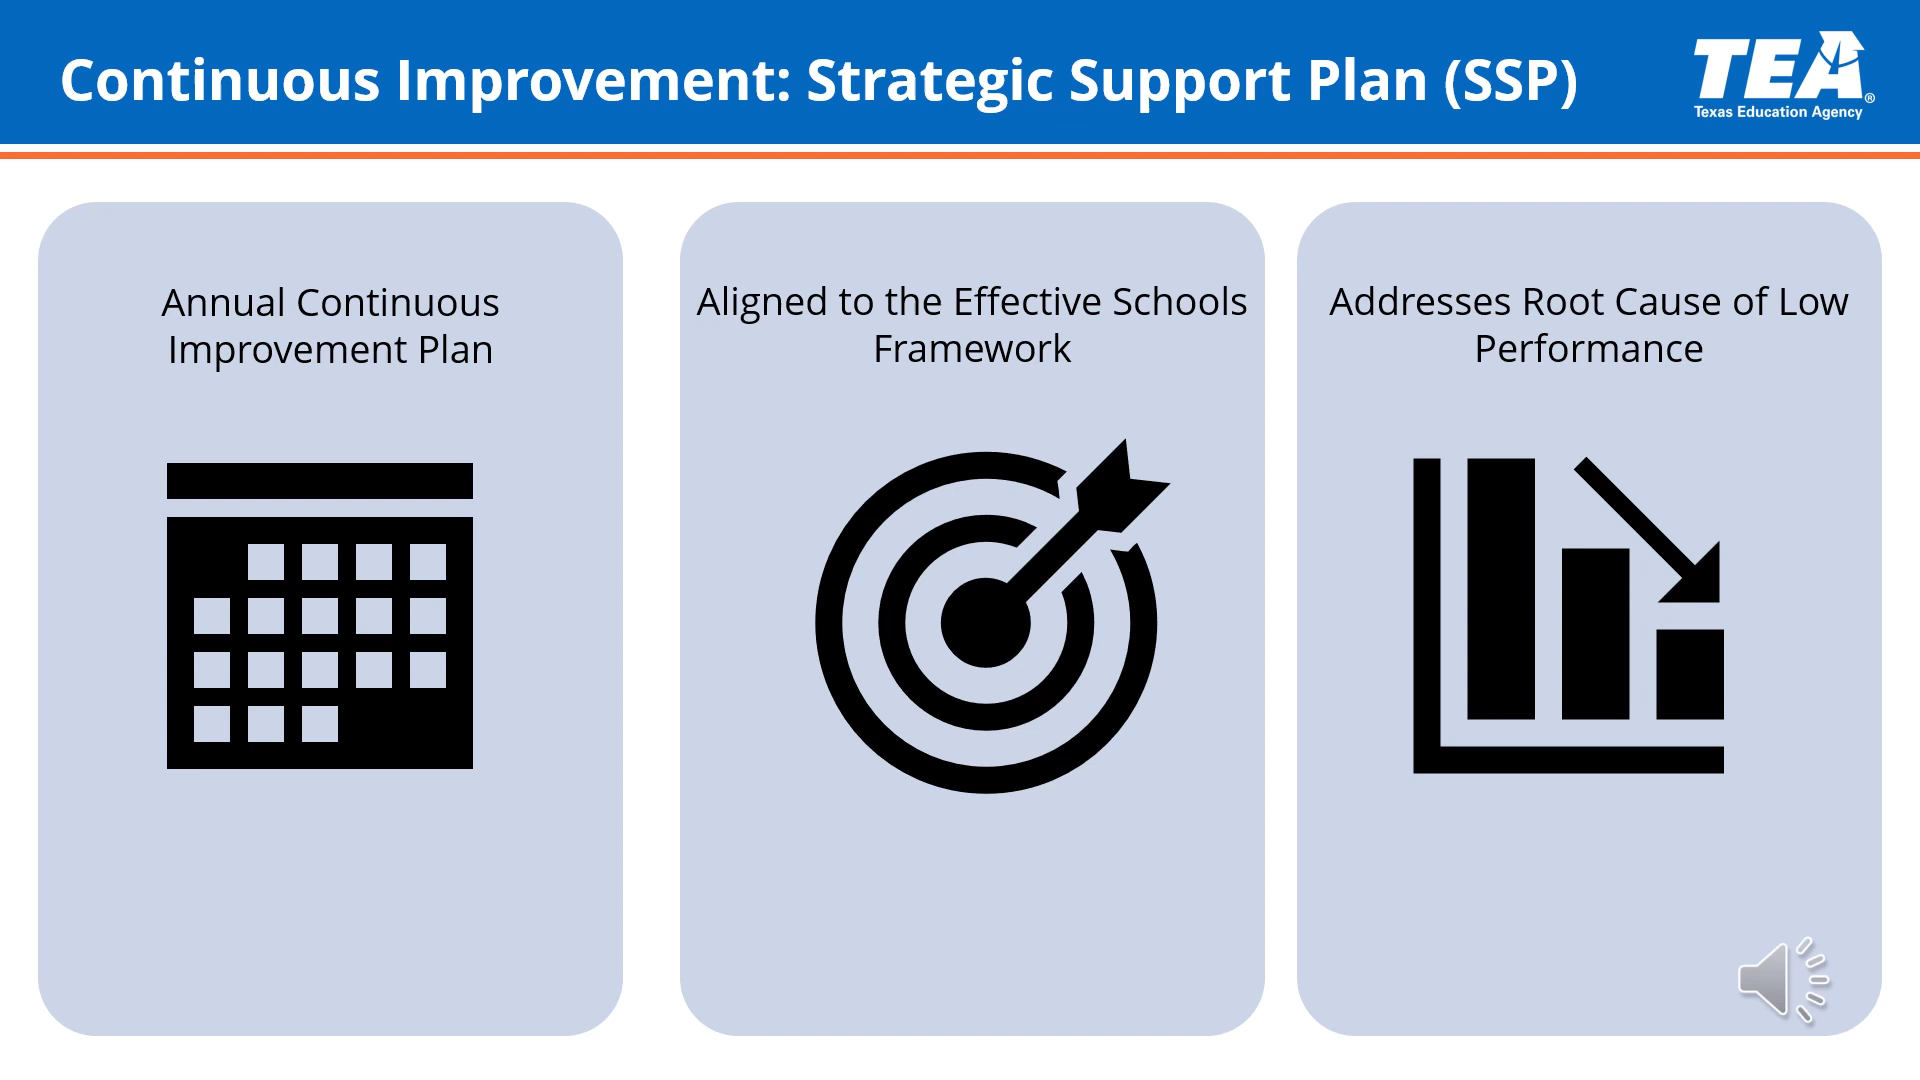 Continuous Improvement: Strategic Support Plan (SSP)
TEA
®
Texas Education Agency
Annual Continuous
Improvement Plan
Aligned to the Effective Schools
Framework
Addresses Root Cause of Low
Performance